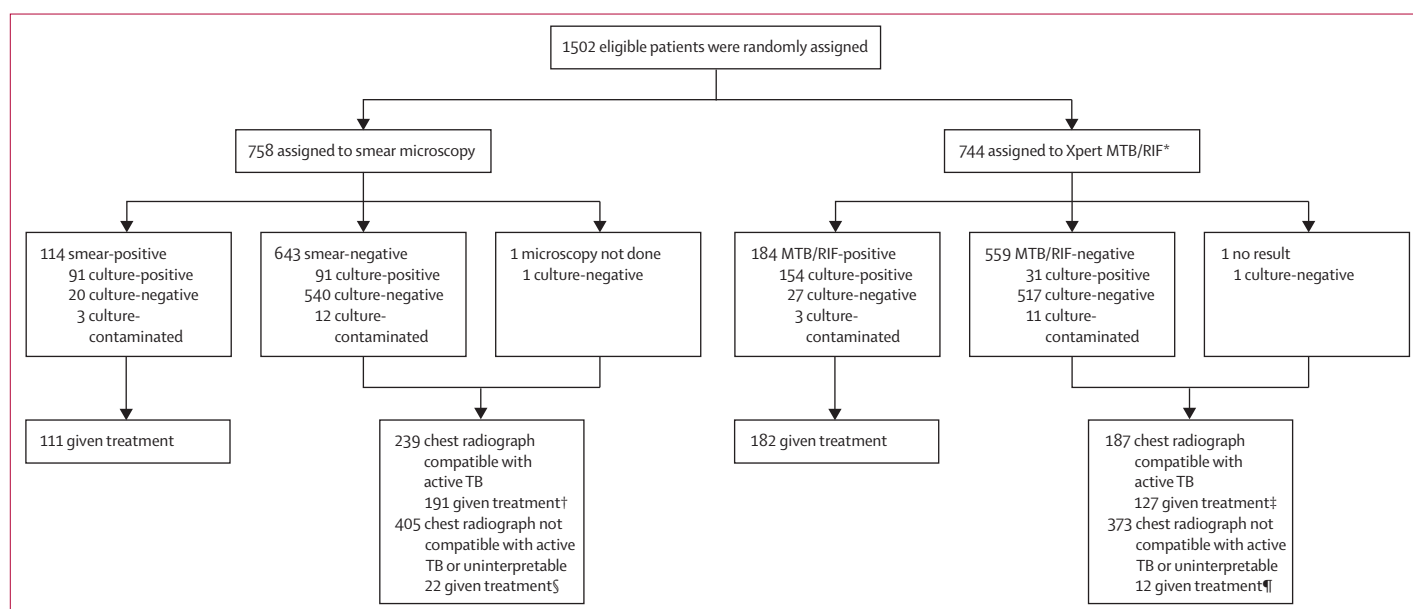 1502 eligible patients were randomly assigned
758 assigned to smear microscopy
744 assigned to Xpert MTB/RIF*
114 smear-positive
91 culture-positive
20 culture-negative
3 culture-
contaminated
643 smear-negative
91 culture-positive
540 culture-negative
12 culture-
contaminated
1 microscopy not done
1 culture-negative
184 MTB/RIF-positive
154 culture-positive
27 culture-negative
3 culture-
contaminated
559 MTB/RIF-negative
31 culture-positive
517 culture-negative
11 culture-
contaminated
1 no result
1 culture-negative
111 given treatment
239 chest radiograph
compatible with
active TB
191 given treatment†
405 chest radiograph not
compatible with active
TB or uninterpretable
22 given treatment§
182 given treatment
187 chest radiograph
compatible with
active TB
127 given treatment‡
373 chest radiograph not
compatible with active
TB or uninterpretable
12 given treatment¶